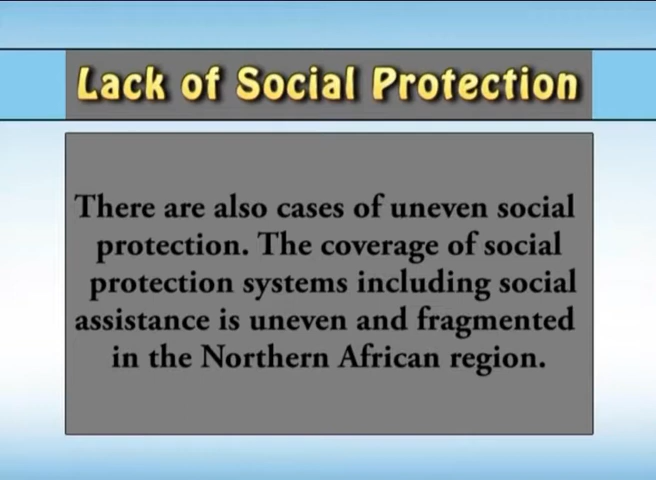 Lack of Social Protection
There are also cases of uneven social
protection. The coverage of social
protection systems including social
assistance is uneven and fragmented
in the Northern African region.